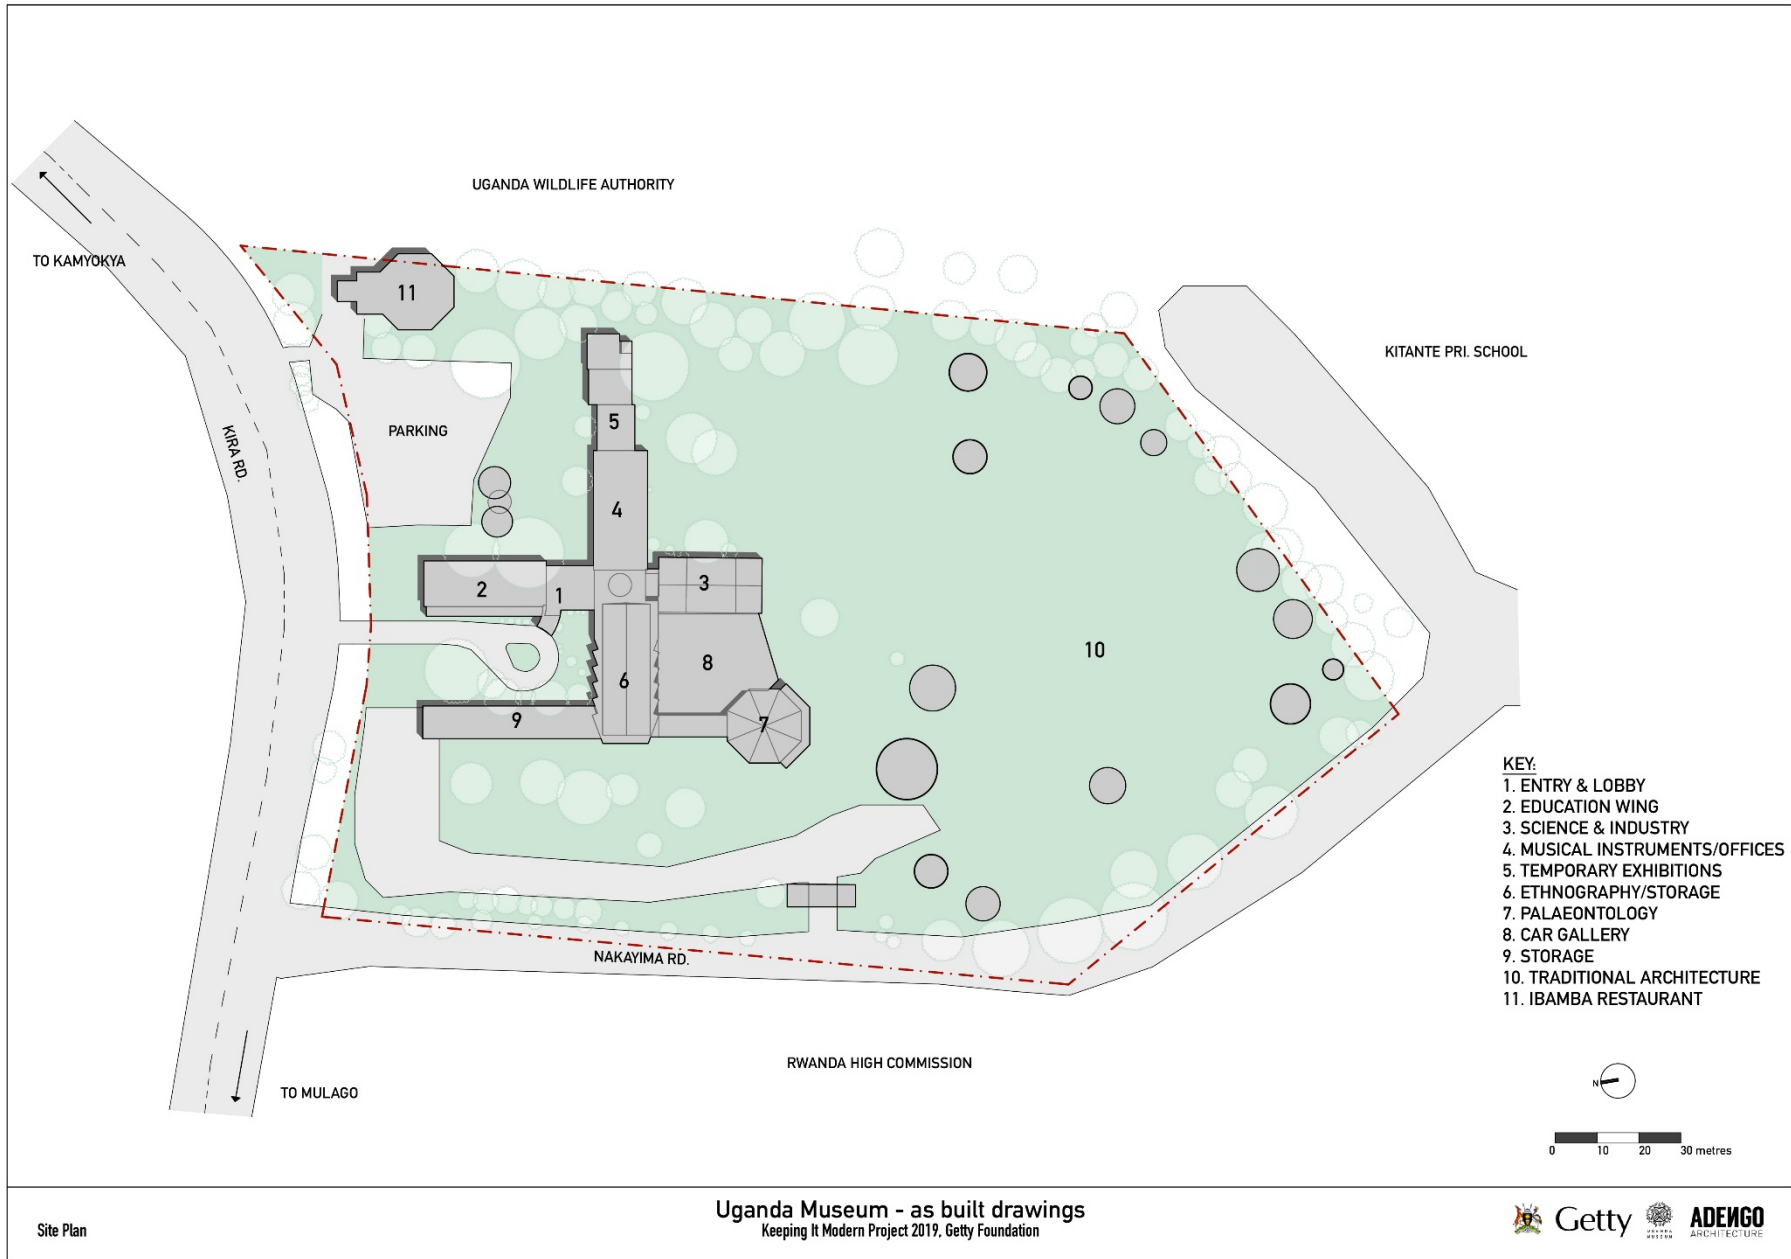 UGANDA WILDLIFE AUTHORITY
TO KAMYOKYA
11
KITANTE PRI. SCHOOL
PARKING
KIRA RD.
5
4
2
1
3
10
8
6
9
7
KEY:
1. ENTRY & LOBBY
2. EDUCATION WING
3. SCIENCE & INDUSTRY
4. MUSICAL INSTRUMENTS/OFFICES
5. TEMPORARY EXHIBITIONS
6. ETHNOGRAPHY/STORAGE
7. PALAEONTOLOGY
8. CAR GALLERY
9. STORAGE
10. TRADITIONAL ARCHITECTURE
11. IBAMBA RESTAURANT
NAKAYIMA RD.
RWANDA HIGH COMMISSION
TO MULAGO
N
0 10 20 30 metres
Site Plan
Uganda Museum - as built drawings
Keeping It Modern Project 2019, Getty Foundation
Getty
UGANDA
MUSEUM
ADENGO
ARCHITECTURE